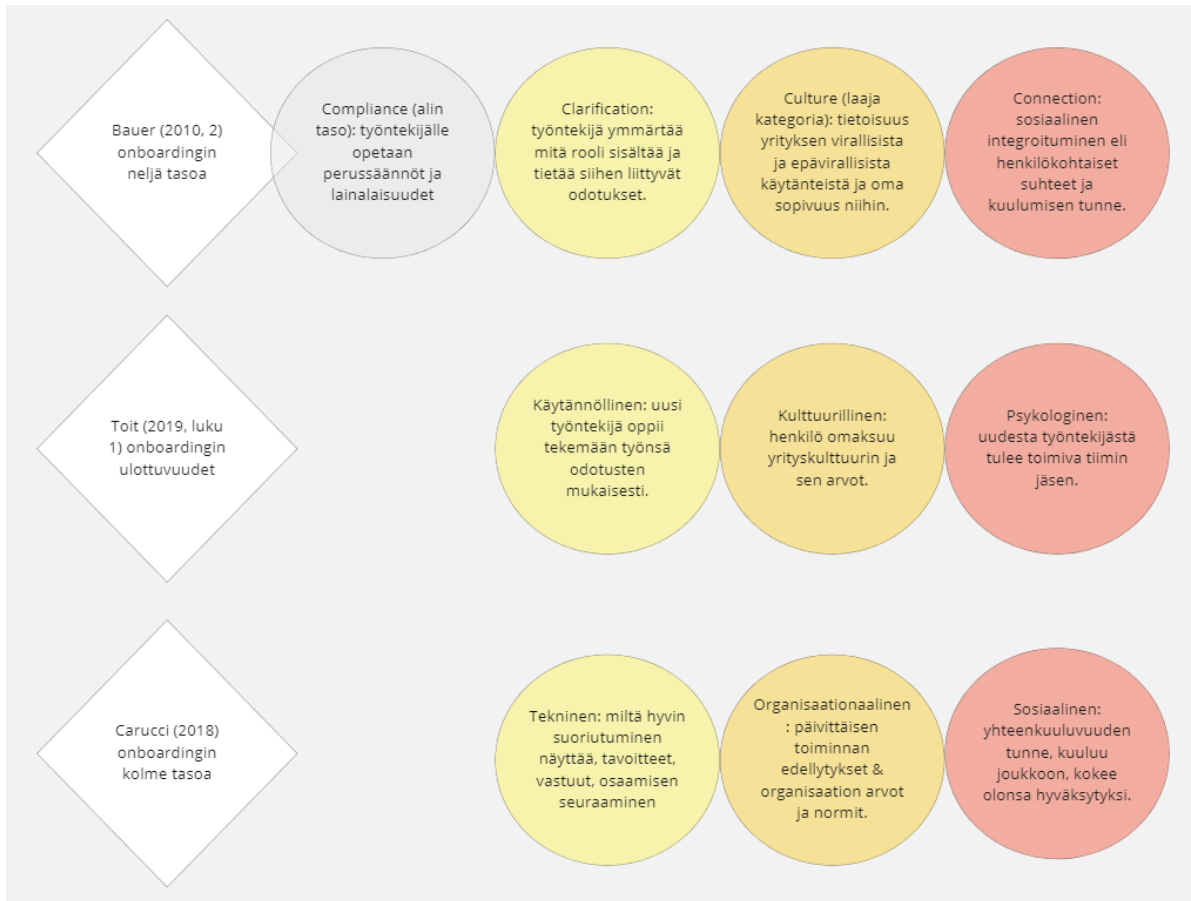 Bauer (2010, 2)
onboardingin
neljä tasoa
Compliance (alin
taso): työntekijälle
opetaan
perussäännöt ja
lainalaisuudet
Clarification:
työntekijä ymmärtää
mitä rooli sisältää ja
tietää siihen liittyvät
odotukset.
Culture (laaja
kategoria): tietoisuus
yrityksen virallisista
ja epävirallisista
käytänteistä ja oma
sopivuus niihin.
Connection:
sosiaalinen
integroituminen eli
henkilökohtaiset
suhteet ja
kuulumisen tunne.
Toit (2019, luku
1) onboardingin
ulottuvuudet
Käytännöllinen: uusi
työntekijä oppii
tekemään työnsä
odotusten
mukaisesti.
Kulttuurillinen:
henkilö omaksuu
yrityskulttuurin ja
sen arvot.
Psykologinen:
uudesta työntekijästä
tulee toimiva tiimin
jäsen.
Carucci (2018)
onboardingin
kolme tasoa
Tekninen: miltä hyvin
suoriutuminen
näyttää, tavoitteet,
vastuut, osaamisen
seuraaminen
Organisaationaalinen
: päivittäisen
toiminnan
edellytykset &
organisaation arvot
ja normit.
Sosiaalinen:
yhteenkuuluvuuden
tunne, kuuluu
joukkoon, kokee
olonsa hyväksytyksi.